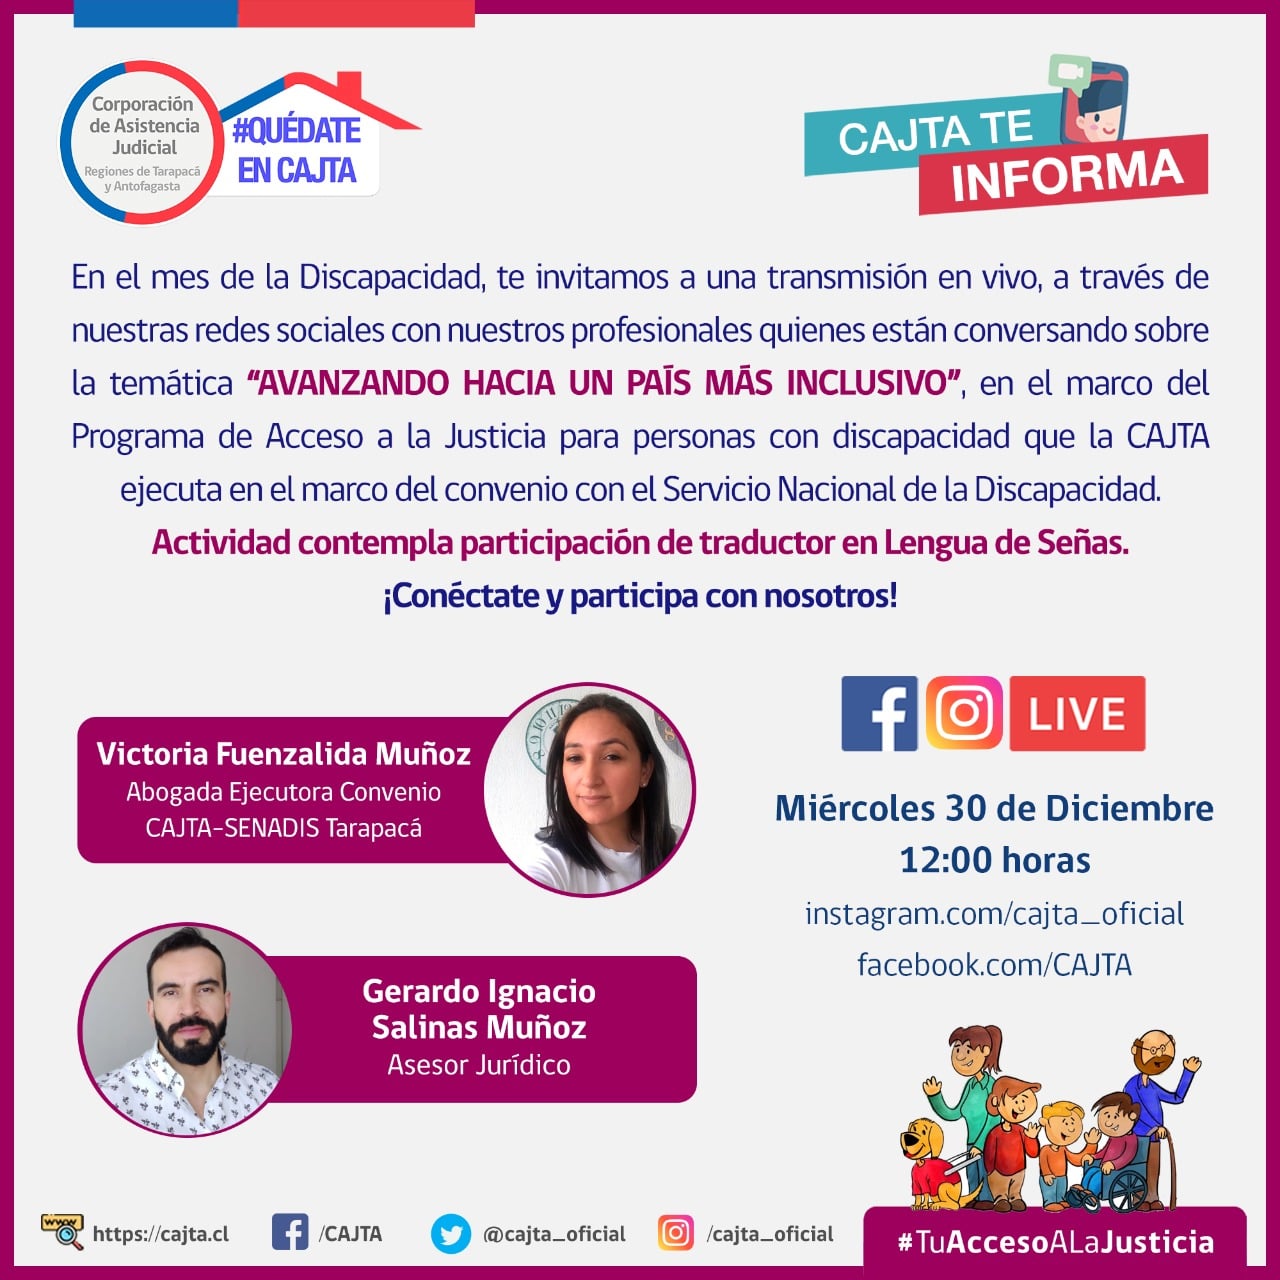 Corporación
de Asistencia
Judicial
Regiones de Tarapacá
y Antofagasta
#QUÉDATE
EN CAJTA
CAJTA TE
INFORMA
En el mes de la Discapacidad, te invitamos a una transmisión en vivo, a través de
nuestras redes sociales con nuestros profesionales quienes están conversando sobre
la temática “AVANZANDO HACIA UN PAÍS MÁS INCLUSIVO”, en el marco del
Programa de Acceso a la Justicia para personas con discapacidad que la CAJTA
ejecuta en el marco del convenio con el Servicio Nacional de la Discapacidad.
Actividad contempla participación de traductor en Lengua de Señas.
¡Conéctate y participa con nosotros!
Victoria Fuenzalida Muñoz
Abogada Ejecutora Convenio
CAJTA-SENADIS Tarapacá
Gerardo Ignacio
Salinas Muñoz
Asesor Jurídico
LIVE
Miércoles 30 de Diciembre
12:00 horas
instagram.com/cajta_oficial
facebook.com/CAJTA
www
https://cajta.cl
/CAJTA
@cajta_oficial
/cajta_oficial
#TuAccesoALaJusticia